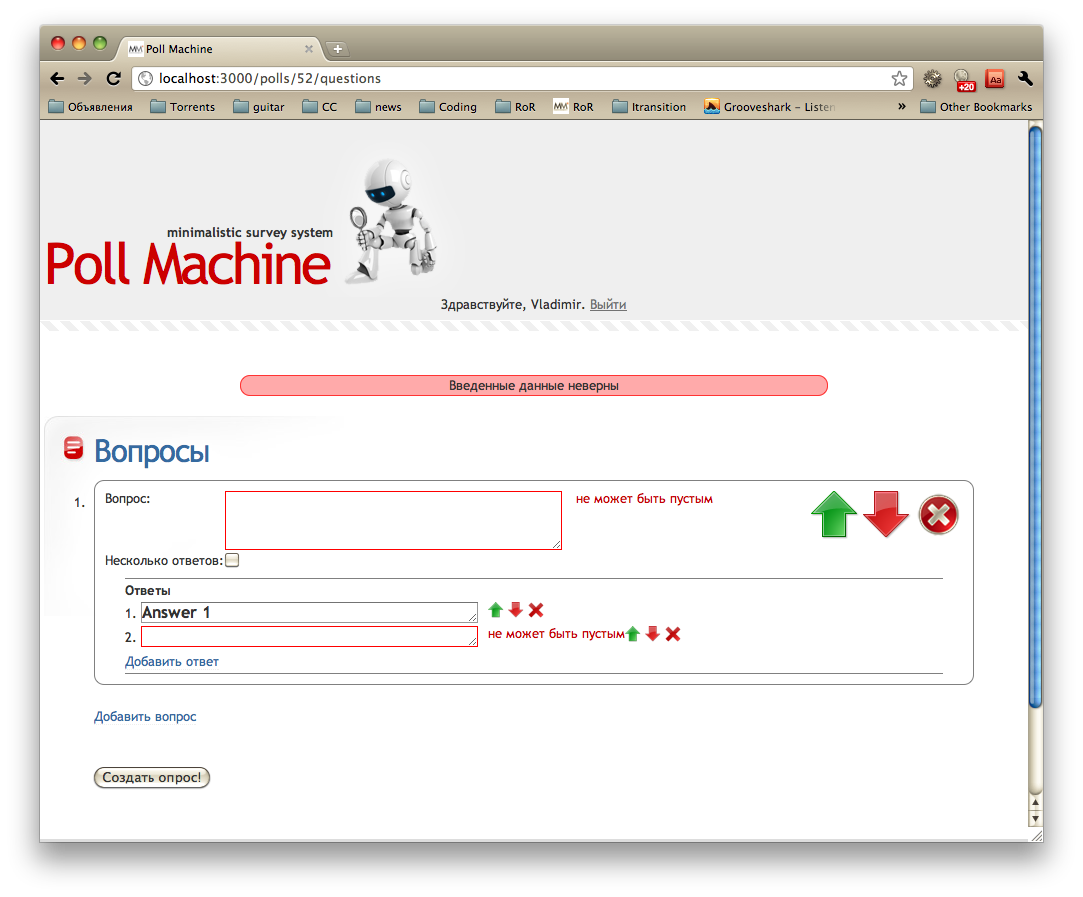 Poll Machine
localhost:3000/polls/52/questions
+20
Aa
Объявления Torrents guitar CC news Coding RoR RoR Itransition Grooveshark – Listen » Other Bookmarks
minimalistic survey system
Poll Machine
Здравствуйте, Vladimir. Выйти
Введенные данные неверны
Вопросы
1. Вопрос: не может быть пустым
Несколько ответов:
Ответы
1. Answer 1
2. не может быть пустым
Добавить ответ
Добавить вопрос
Создать опрос!